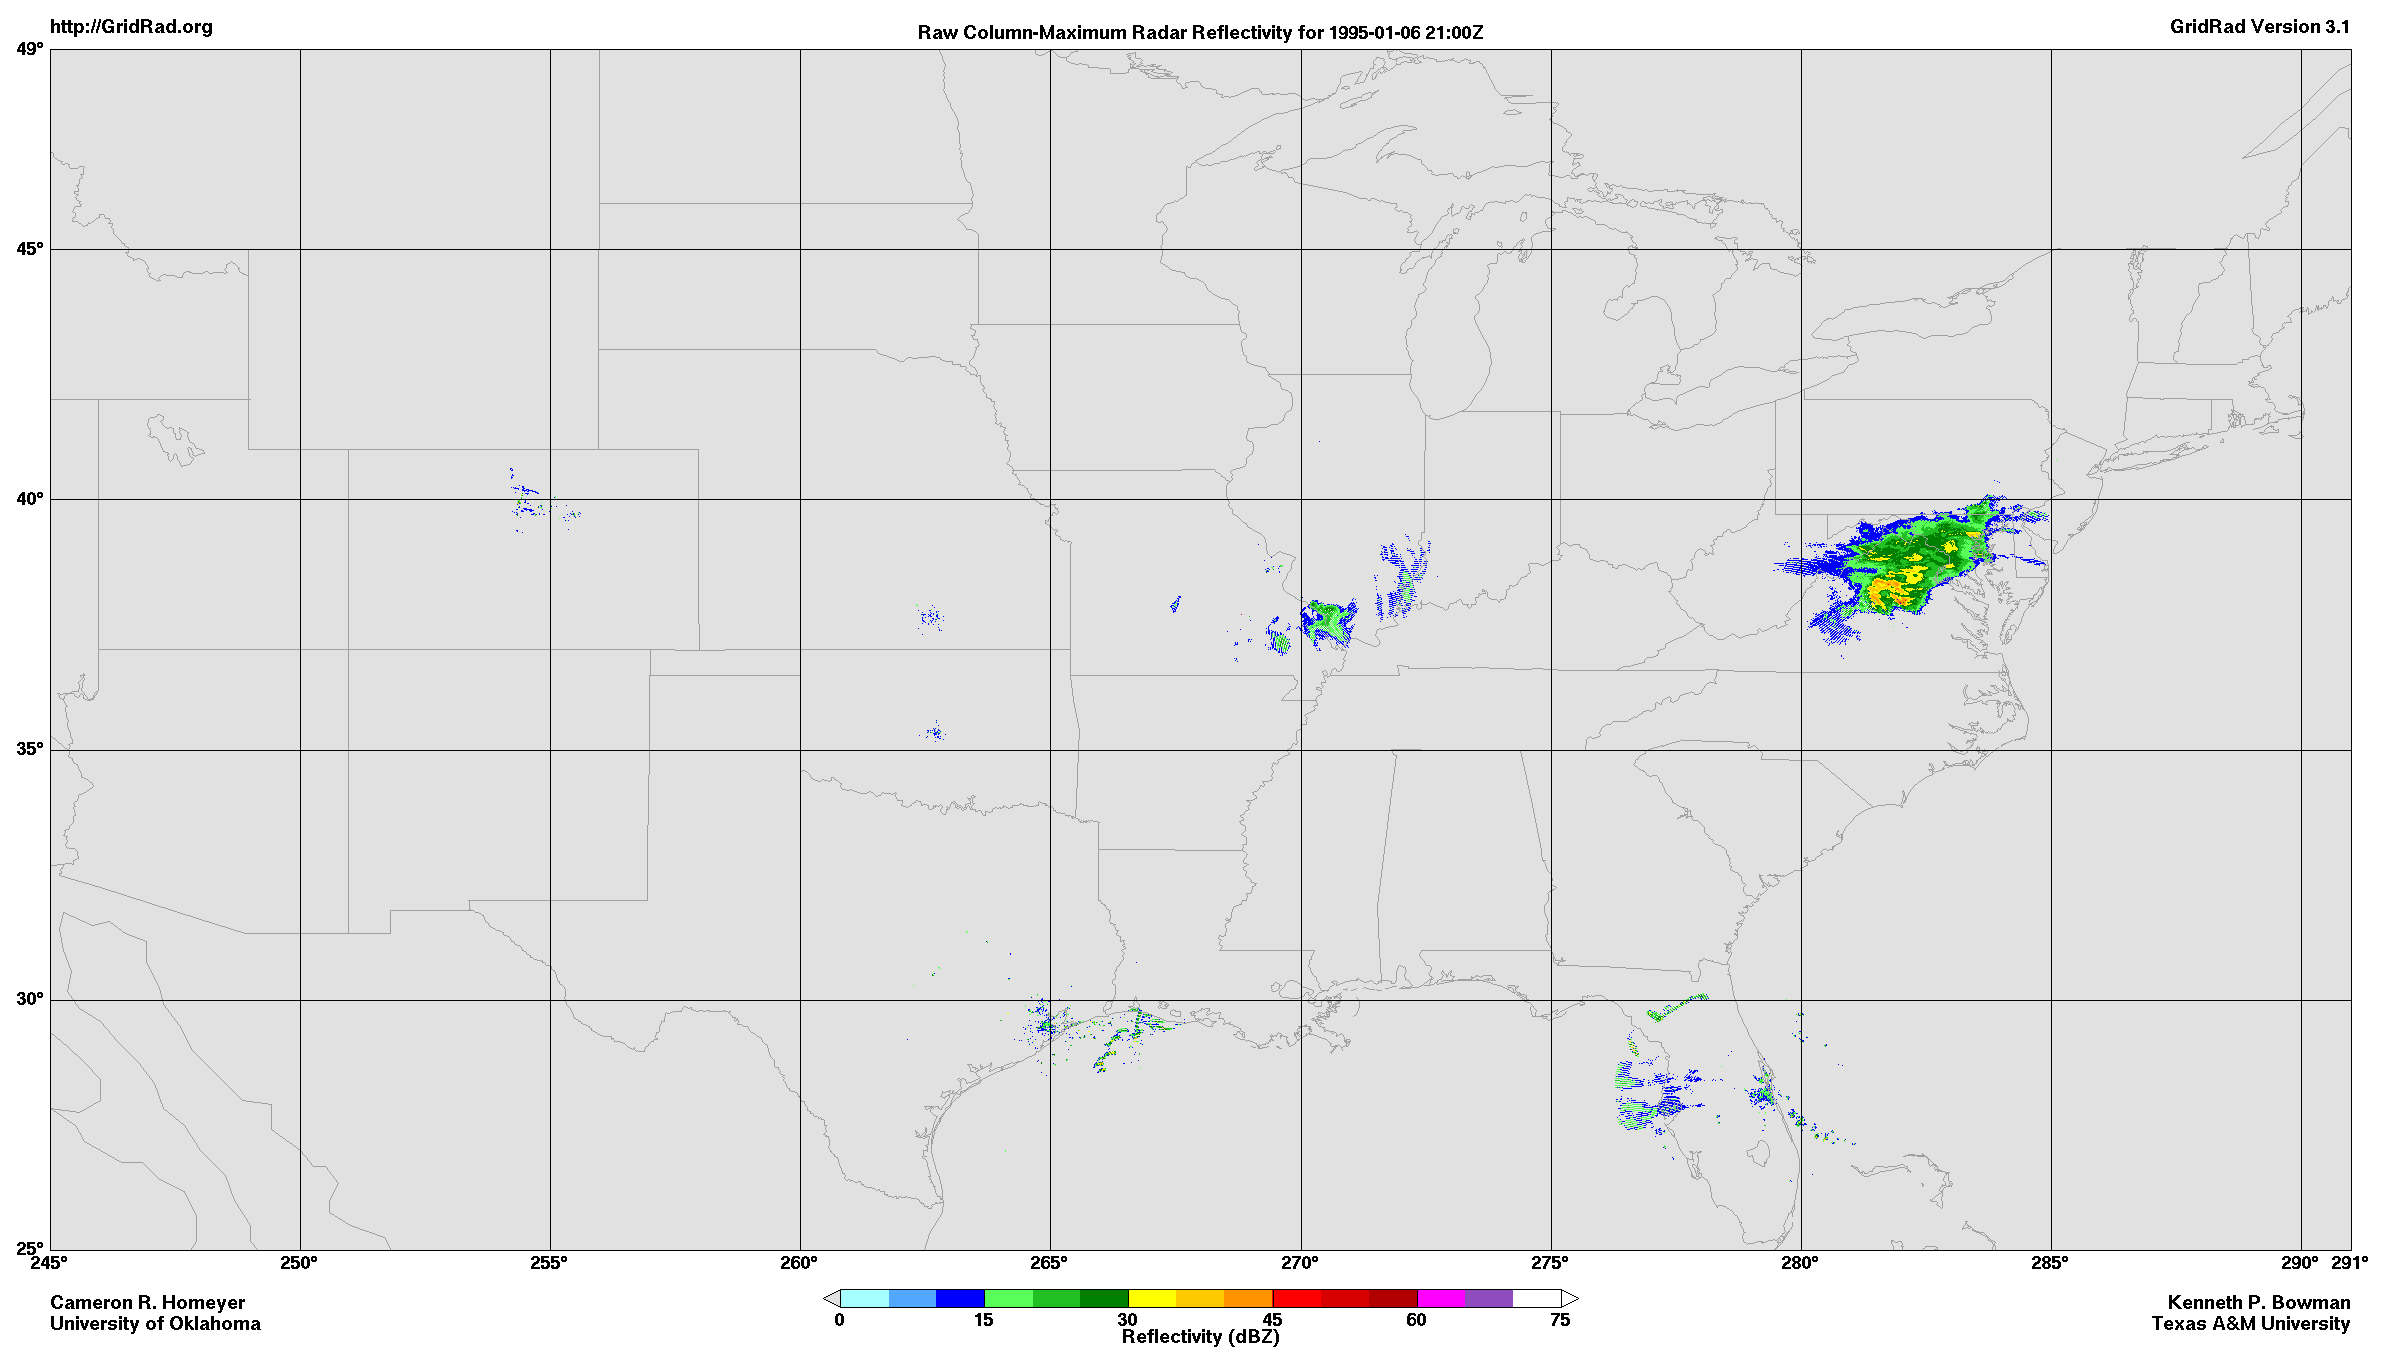 http://GridRad.org
Raw Column-Maximum Radar Reflectivity for 1995-01-06 21:00Z
GridRad Version 3.1
49°
45°
40°
35°
30°
25°
245° 250° 255° 260° 265° 270° 275° 280° 285° 290° 291°
0 15 30 45 60 75
Reflectivity (dBZ)
Cameron R. Homeyer
University of Oklahoma
Kenneth P. Bowman
Texas A&M University